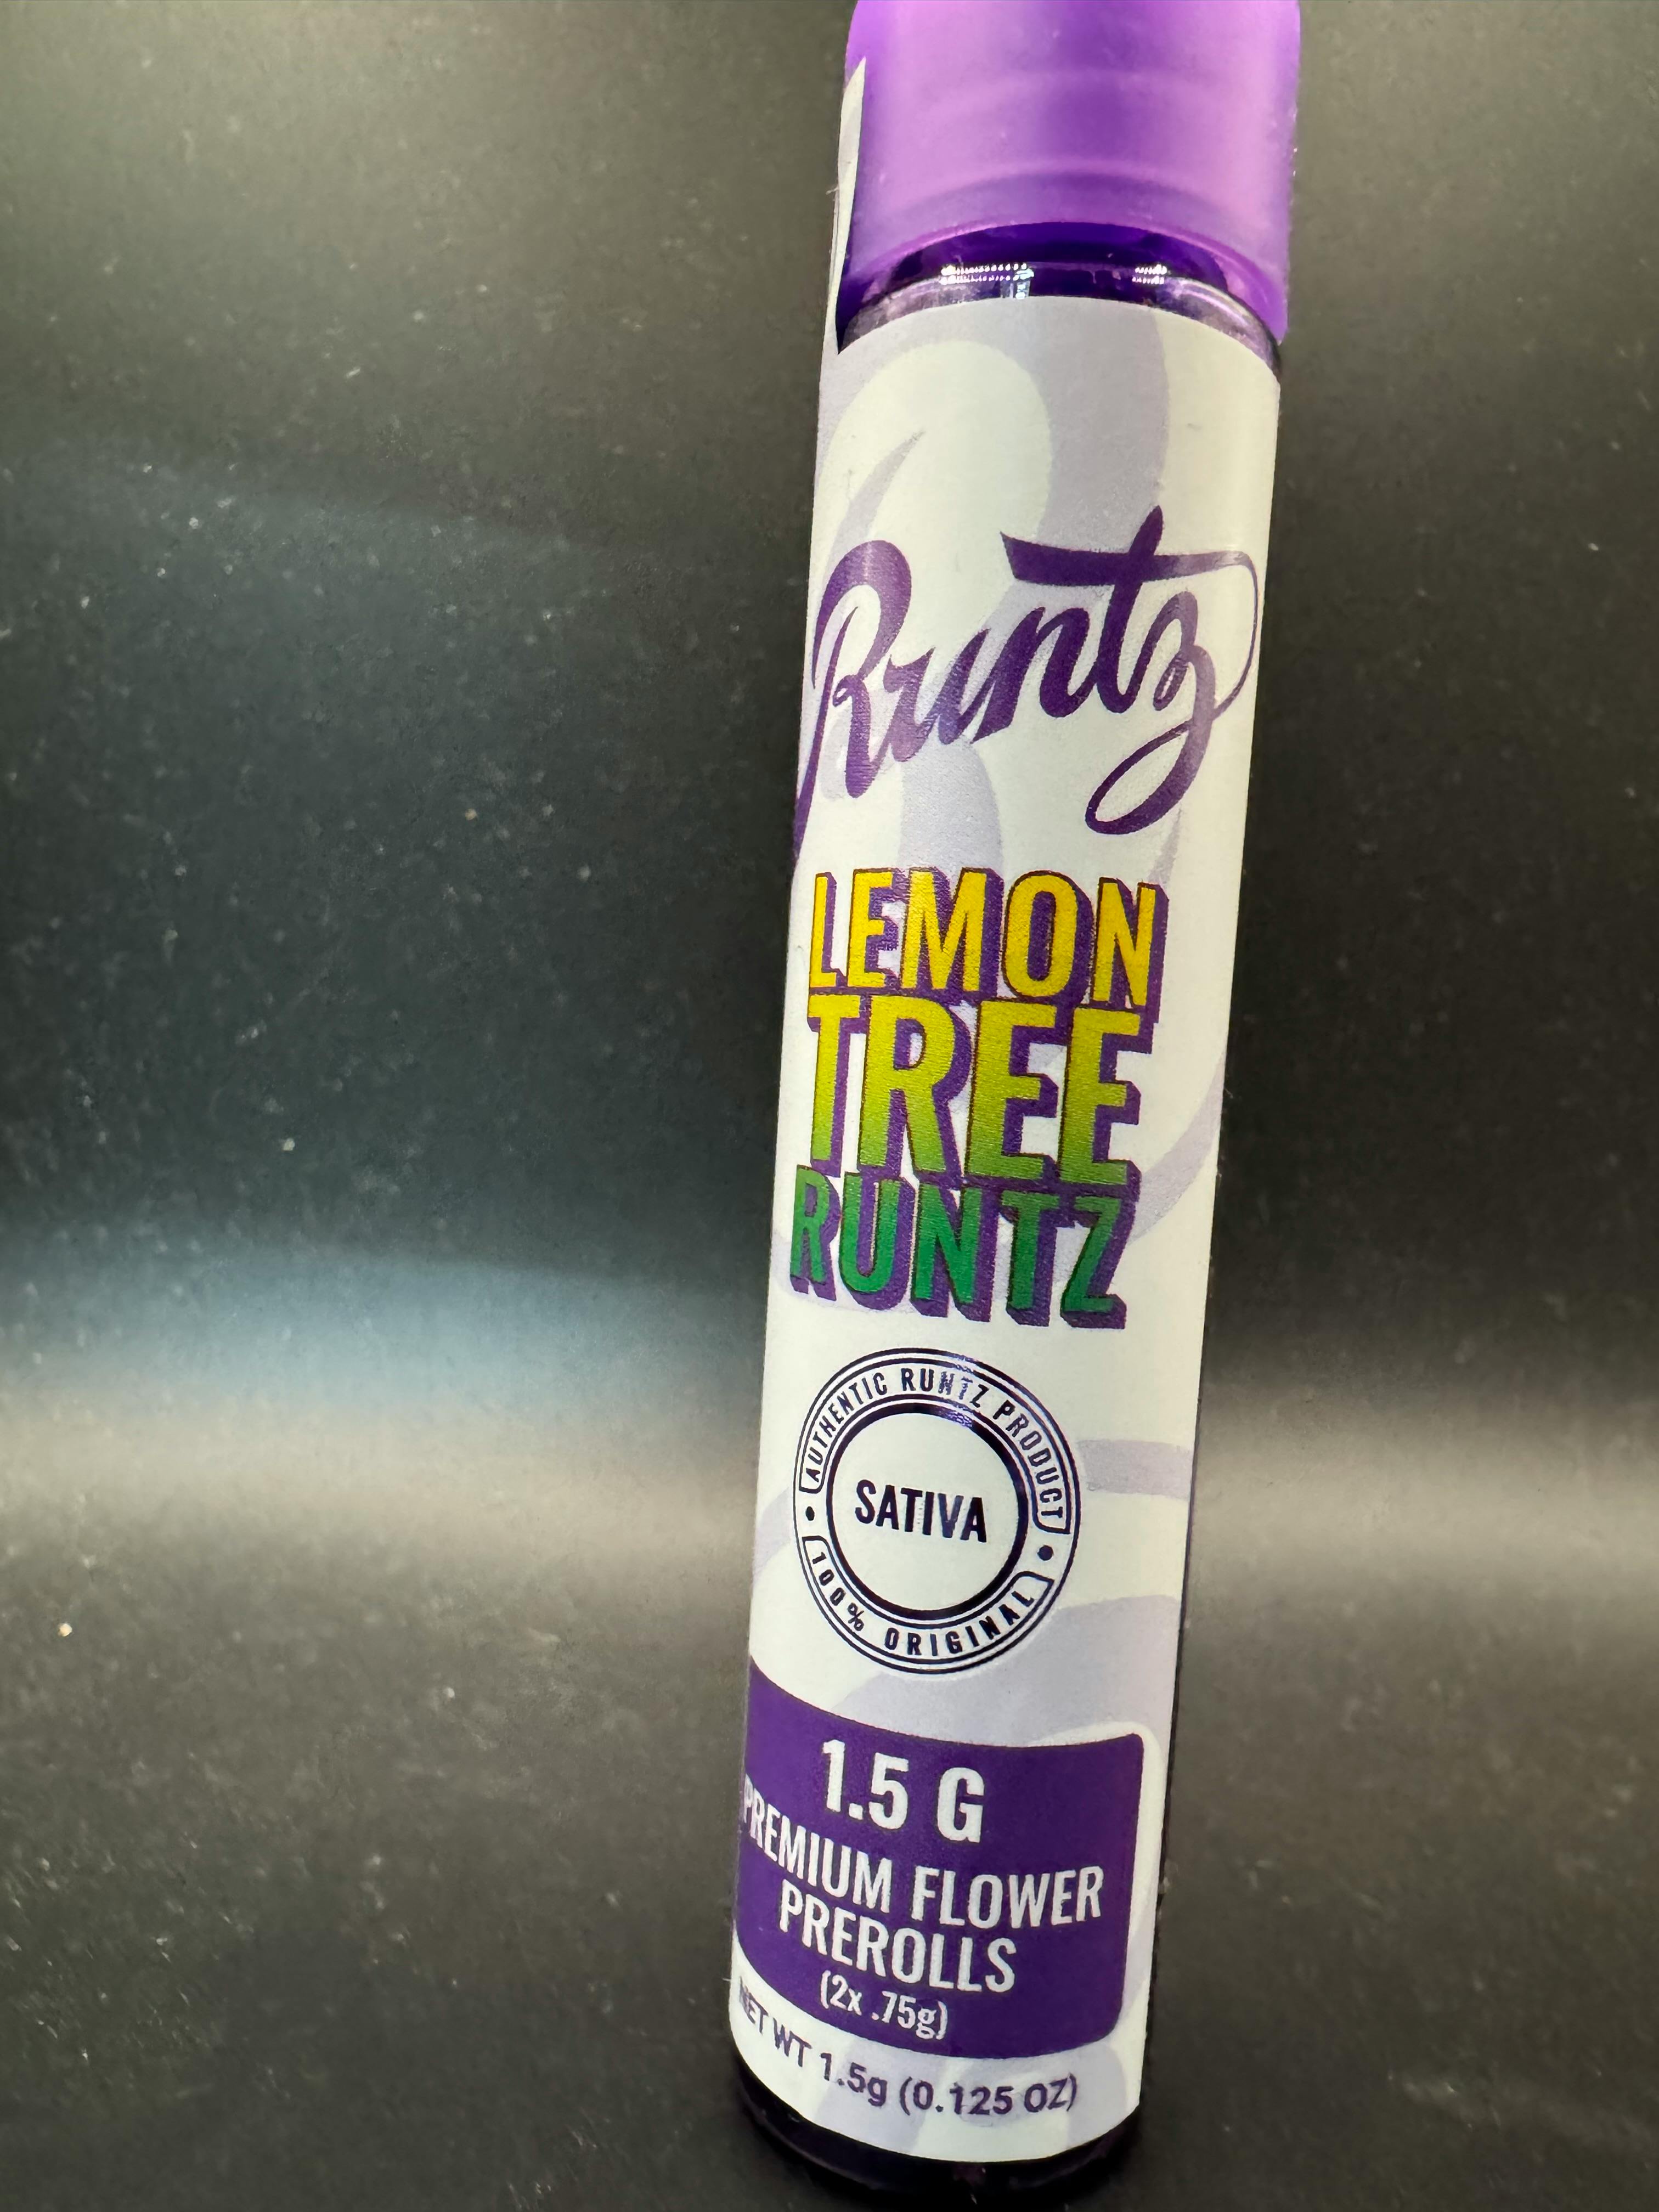 Runtz
LEMON
TREE
RUNTZ
AUTHENTIC RUNTZ PRODUCT
SATIVA
100% ORIGINAL
1.5 G
PREMIUM FLOWER
PREROLLS
(2x .75g)
NET WT 1.5g (0.125 OZ)